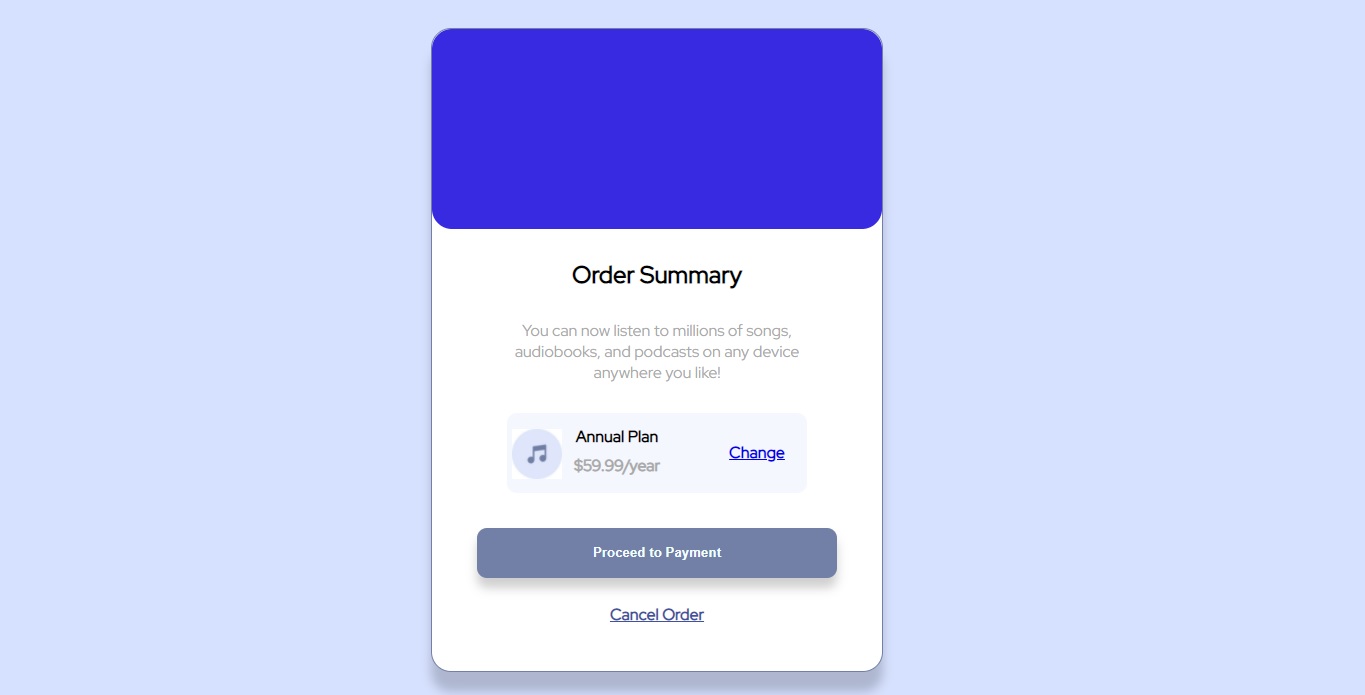 Order Summary
You can now listen to millions of songs,
audiobooks, and podcasts on any device
anywhere you like!
Annual Plan
$59.99/year
Change
Proceed to Payment
Cancel Order